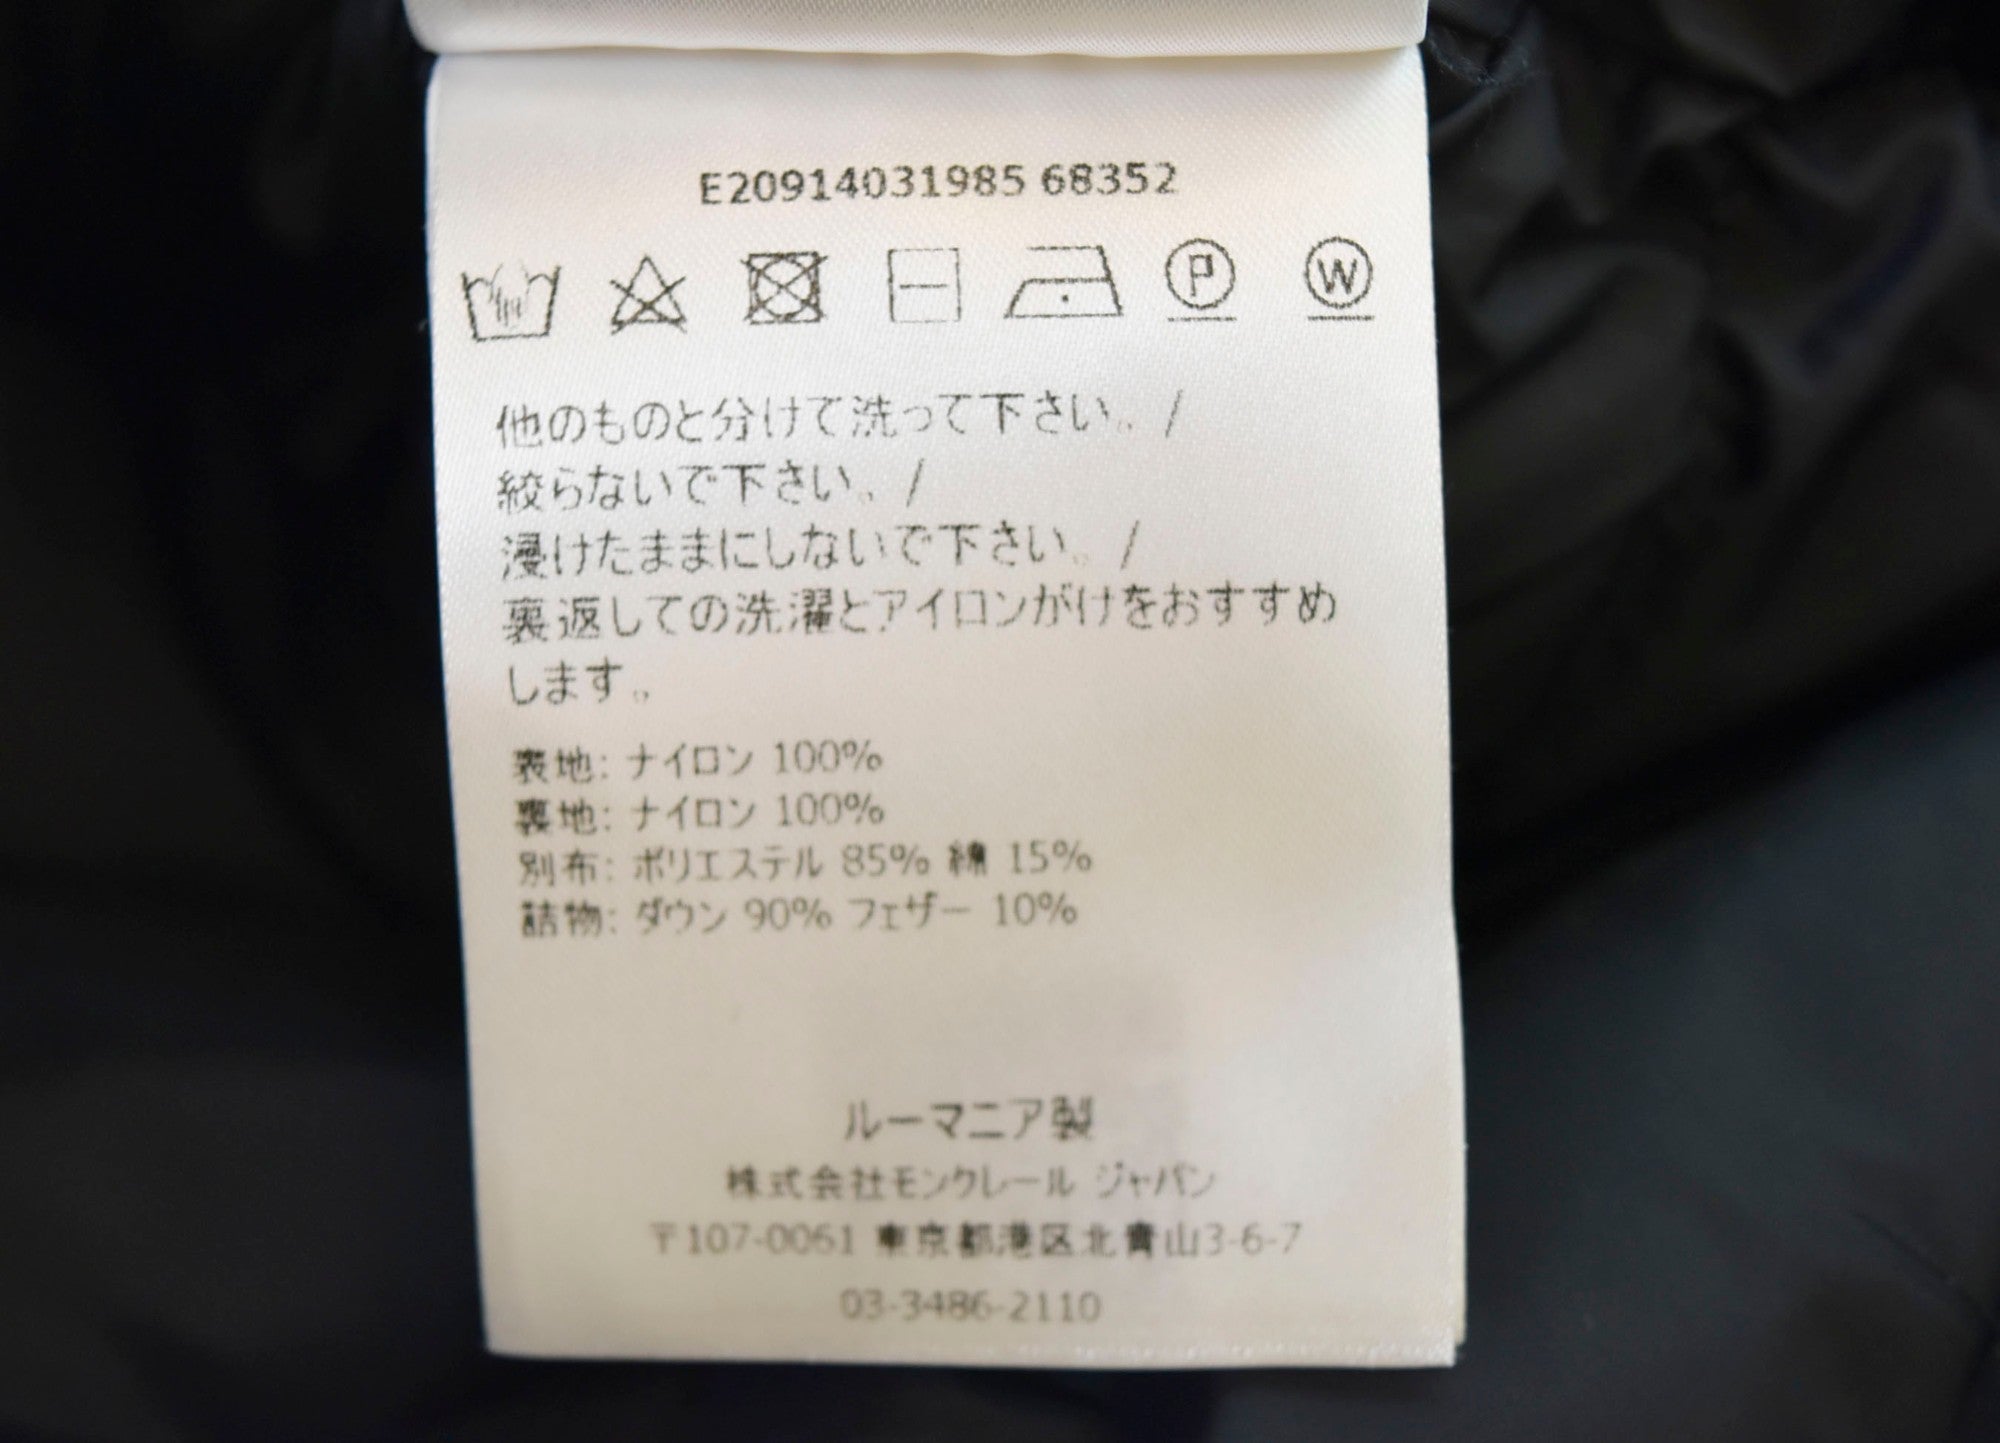 E20914031985 68352
P W
他のものと分けて洗って下さい。/
絞らないで下さい。/
浸けたままにしないで下さい。/
裏返しての洗濯とアイロンがけをおすすめ
します。
表地: ナイロン 100%
裏地: ナイロン 100%
別布: ポリエステル 85% 綿 15%
詰物: ダウン 90% フェザー 10%
ルーマニア製
株式会社モンクレール ジャパン
〒107-0061 東京都港区北青山3-6-7
03-3486-2110